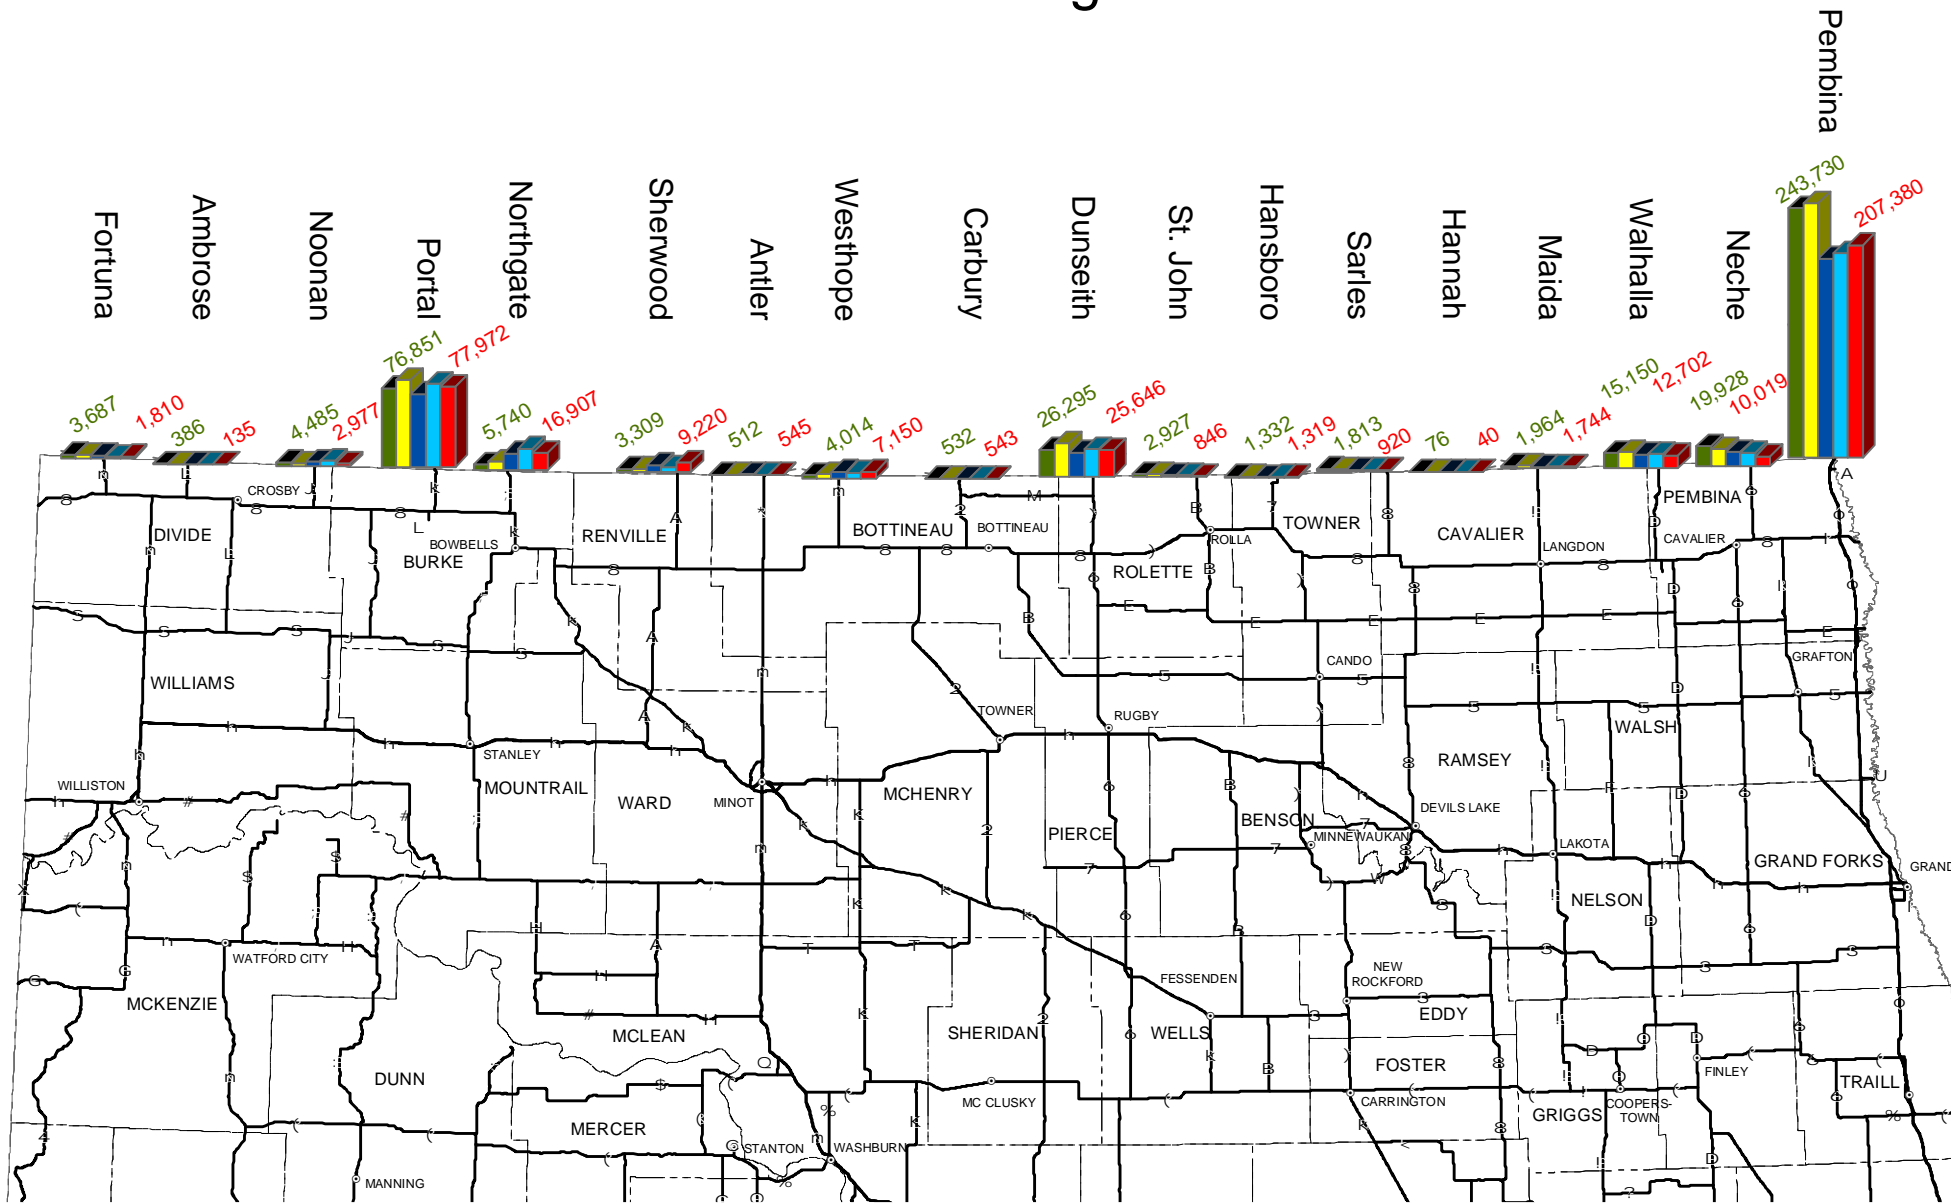 Fortuna
Ambrose
Noonan
Portal
Northgate
Sherwood
Antler
Westhope
Carbury
Dunseith
St. John
Hansboro
Sarles
Hannah
Maida
Walhalla
Neche
Pembina
3,687
1,810
386
135
4,485
2,977
76,851
77,972
5,740
16,907
3,309
9,220
512
545
4,014
7,150
532
543
26,295
25,646
2,927
846
1,332
1,319
1,813
920
76
40
1,964
1,744
15,150
12,702
19,928
10,019
243,730
207,380
CROSBY
DIVIDE
BOWBELLS
BURKE
RENVILLE
BOTTINEAU
BOTTINEAU
ROLLA
ROLETTE
TOWNER
CAVALIER
LANGDON
PEMBINA
CAVALIER
WILLIAMS
CANDO
GRAFTON
TOWNER
RUGBY
WALSH
STANLEY
WILLISTON
MOUNTRAIL
WARD
MINOT
MCHENRY
PIERCE
BENSON
MINNEWAUKAN
RAMSEY
DEVILS LAKE
LAKOTA
GRAND FORKS
GRAND
NELSON
WATFORD CITY
MCKENZIE
FESSENDEN
NEW
ROCKFORD
EDDY
MCLEAN
SHERIDAN
WELLS
FOSTER
DUNN
MC CLUSKY
CARRINGTON
GRIGGS
COOPERS-
TOWN
FINLEY
TRAILL
MERCER
STANTON
WASHBURN
MANNING